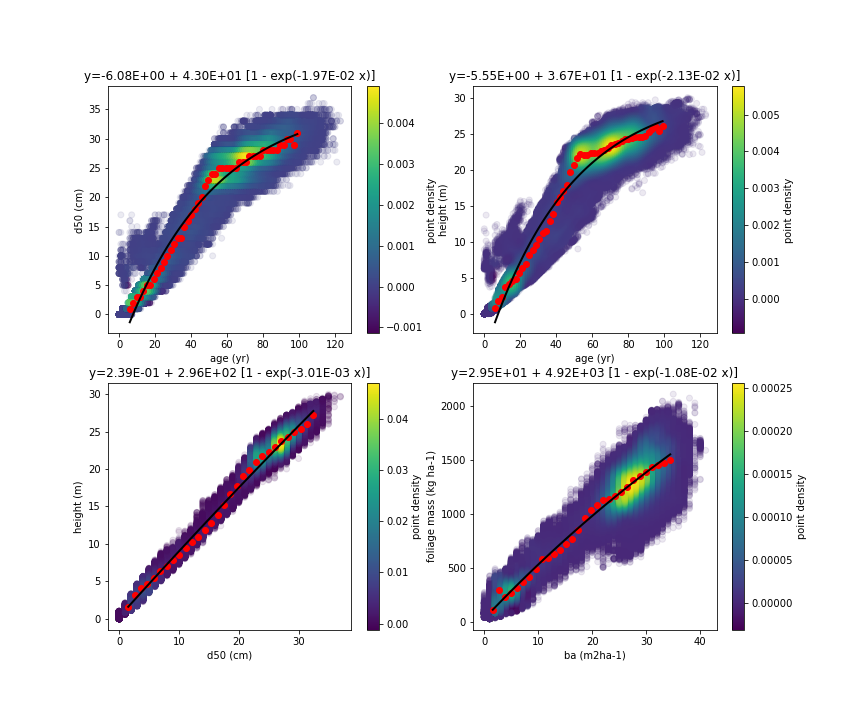 y=-6.08E+00 + 4.30E+01 [1 - exp(-1.97E-02 x)]
35
30
25
20
15
10
5
0
d50 (cm)
0 20 40 60 80 100 120
age (yr)
0.004
0.003
0.002
0.001
0.000
−0.001
point density
y=-5.55E+00 + 3.67E+01 [1 - exp(-2.13E-02 x)]
30
25
20
15
10
5
0
height (m)
0 20 40 60 80 100 120
age (yr)
0.005
0.004
0.003
0.002
0.001
0.000
point density
y=2.39E-01 + 2.96E+02 [1 - exp(-3.01E-03 x)]
30
25
20
15
10
5
0
height (m)
0 10 20 30
d50 (cm)
0.04
0.03
0.02
0.01
0.00
point density
y=2.95E+01 + 4.92E+03 [1 - exp(-1.08E-02 x)]
2000
1500
1000
500
0
foliage mass (kg ha-1)
0 10 20 30 40
ba (m2ha-1)
0.00025
0.00020
0.00015
0.00010
0.00005
0.00000
point density